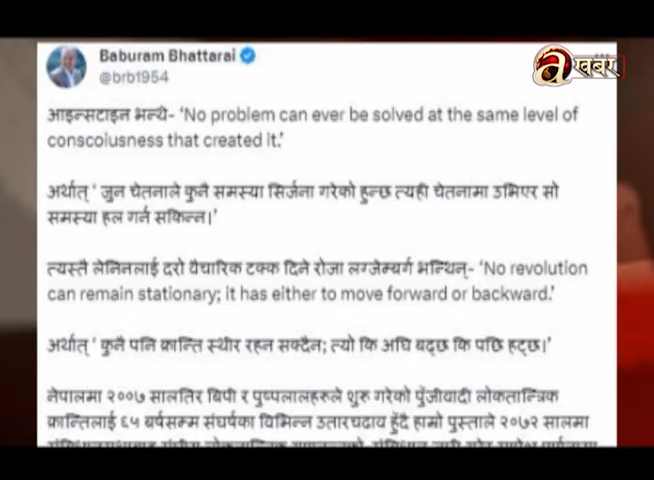 Baburam Bhattarai
@brb1954
a खबर
आइन्सटाइन भन्थे- ‘No problem can ever be solved at the same level of
conscoiusness that created it.’
अर्थात् ‘ जुन चेतनाले कुनै समस्या सिर्जना गरेको हुन्छ त्यही चेतनामा उभिएर सो
समस्या हल गर्न सकिन्न।’
त्यस्तै लेनिनलाई दरो वैचारिक टक्क दिने रोजा लग्जेम्बर्ग भन्थिन्- ‘No revolution
can remain stationary; it has either to move forward or backward.’
अर्थात् ‘ कुनै पनि क्रान्ति स्थीर रहन सक्दैन; त्यो कि अघि बढ्छ कि पछि हट्छ।’
नेपालमा २००७ सालतिर बिपी र पुष्पलालहरूले शुरू गरेको पुँजीवादी लोकतान्त्रिक
क्रान्तिलाई ६५ बर्षसम्म संघर्षका विभिन्न उतारचढाव हुँदै हाम्रो पुस्ताले २०७२ सालमा